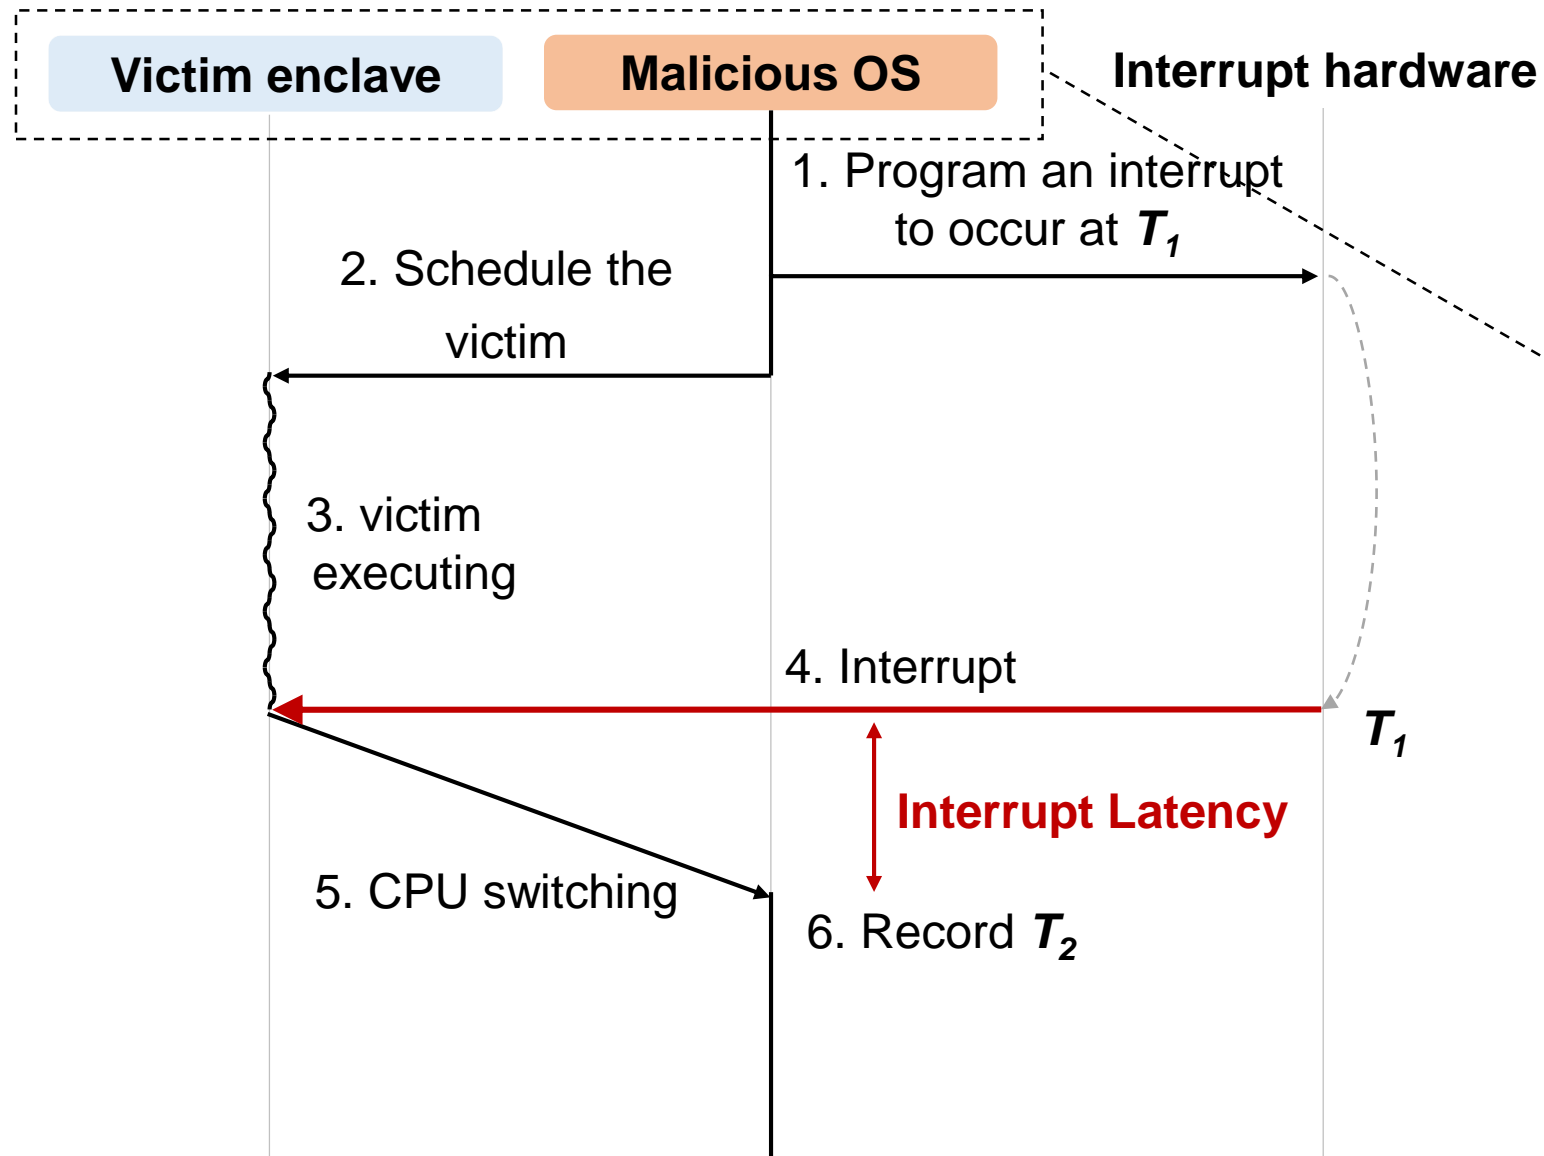 Victim enclave
Malicious OS
Interrupt hardware
1. Program an interrupt
to occur at T1
2. Schedule the
victim
3. victim
executing
4. Interrupt
T1
Interrupt Latency
5. CPU switching
6. Record T2